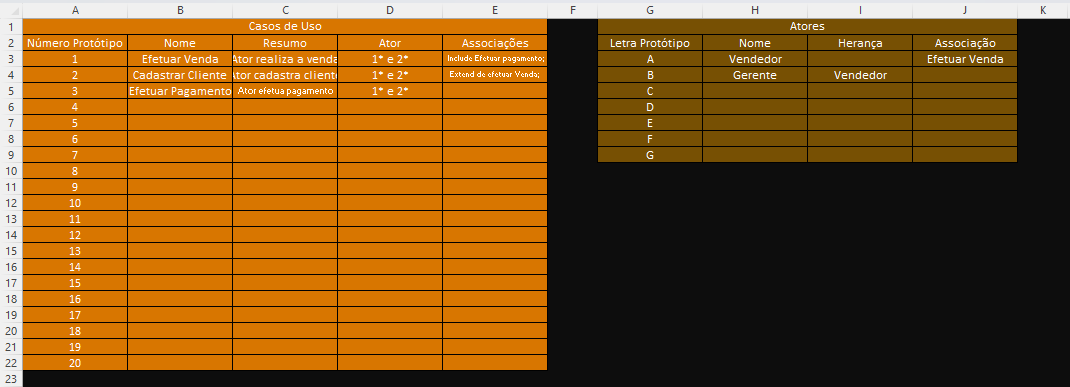 A B C D E F G H I J K
1 Casos de Uso Atores
2 Número Protótipo Nome Resumo Ator Associações Letra Protótipo Nome Herança Associação
3 1 Efetuar Venda Ator realiza a venda 1* e 2* Include Efetuar pagamento; A Vendedor Efetuar Venda
4 2 Cadastrar Cliente Ator cadastra cliente 1* e 2* Extend de efetuar Venda; B Gerente Vendedor
5 3 Efetuar Pagamento Ator efetua pagamento 1* e 2* C
6 4 D
7 5 E
8 6 F
9 7 G
10 8
11 9
12 10
13 11
14 12
15 13
16 14
17 15
18 16
19 17
20 18
21 19
22 20
23